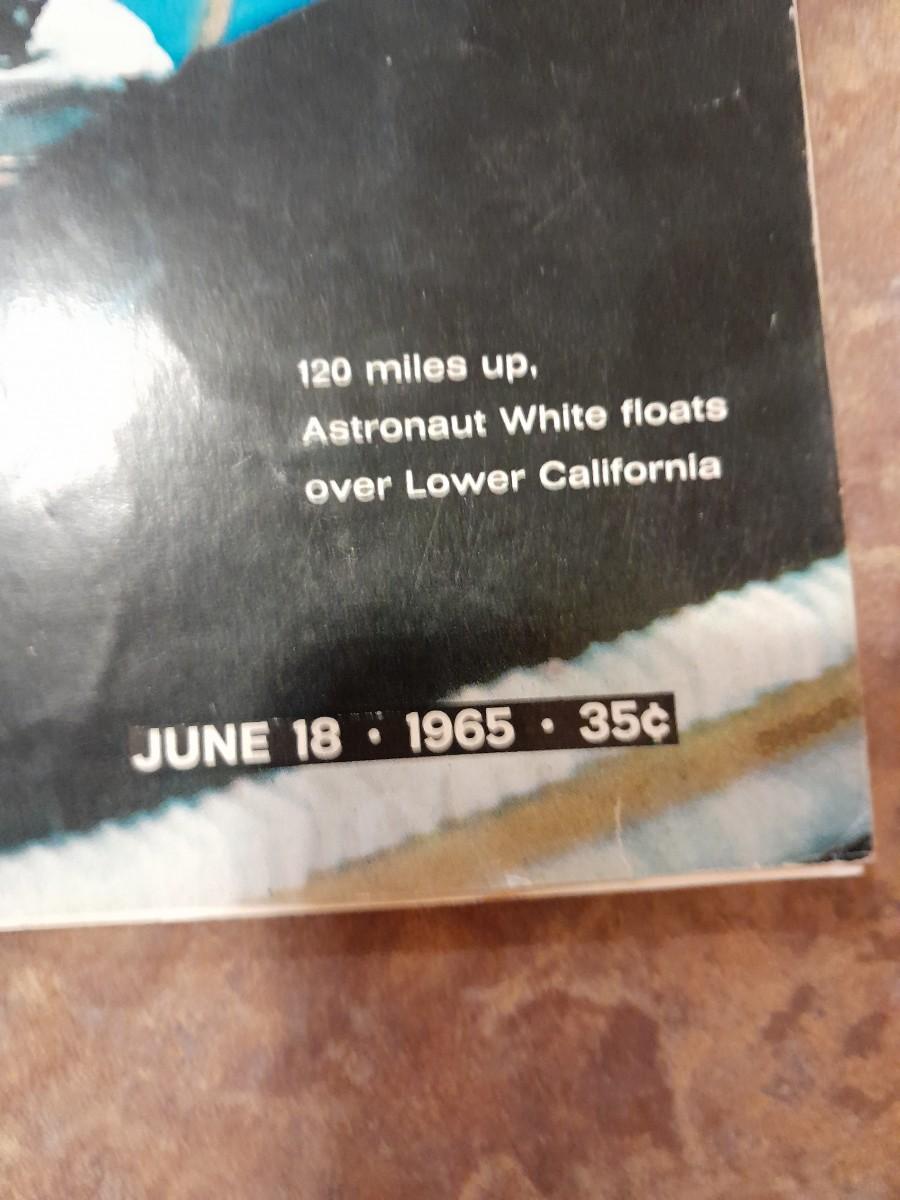 120 miles up,
Astronaut White floats
over Lower California
JUNE 18 · 1965 · 35¢